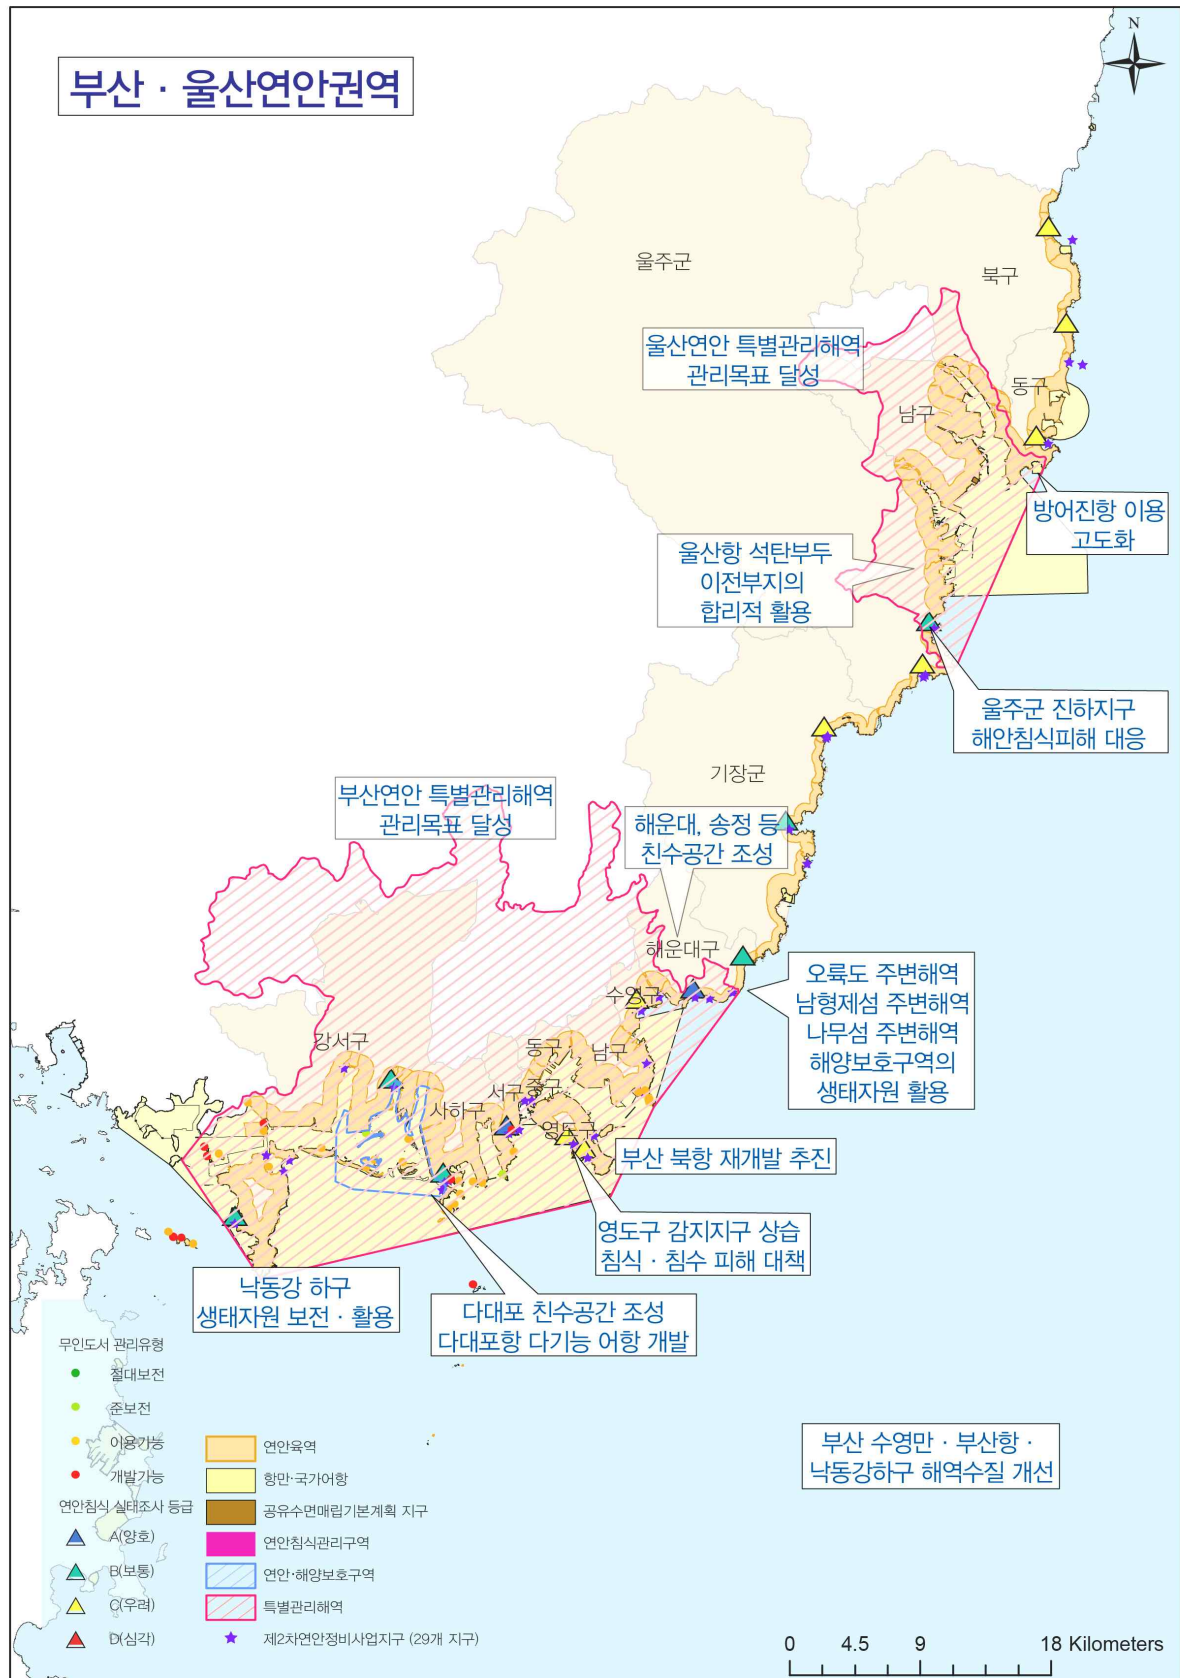 N
부산 · 울산연안권역
울주군
북구
울산연안 특별관리해역
관리목표 달성
동구
남구
방어진항 이용
고도화
울산항 석탄부두
이전부지의
합리적 활용
울주군 진하지구
해안침식피해 대응
기장군
부산연안 특별관리해역
관리목표 달성
해운대, 송정 등
친수공간 조성
해운대구
오륙도 주변해역
남형제섬 주변해역
나무섬 주변해역
해양보호구역의
생태자원 활용
수영구
강서구
동구
남구
서구
중구
사하구
영도구
부산 북항 재개발 추진
영도구 감지지구 상습
침식 · 침수 피해 대책
낙동강 하구
생태자원 보전 · 활용
다대포 친수공간 조성
다대포항 다기능 어항 개발
무인도서 관리유형
절대보전
준보전
이용가능
개발가능
연안침식 실태조사 등급
A(양호)
B(보통)
C(우려)
D(심각)
연안육역
항만·국가어항
공유수면매립기본계획 지구
연안침식관리구역
연안·해양보호구역
특별관리해역
제2차연안정비사업지구 (29개 지구)
부산 수영만 · 부산항 ·
낙동강하구 해역수질 개선
0 4.5 9 18 Kilometers